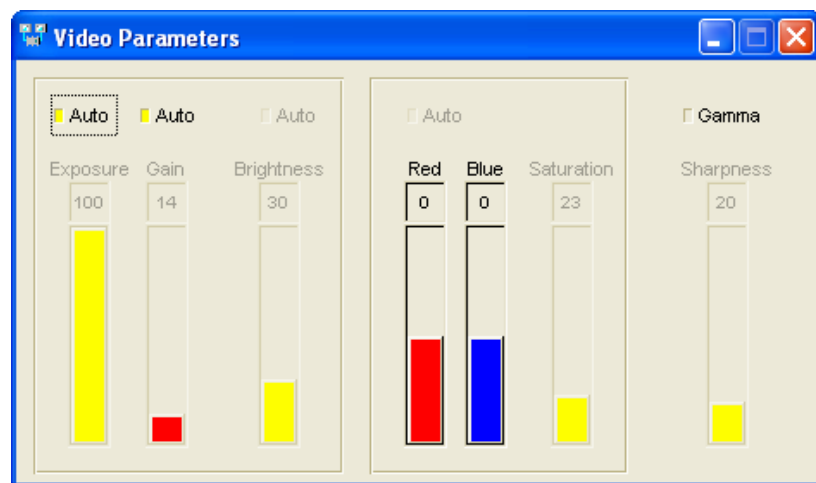 Video Parameters
Auto Auto Auto Auto Gamma
Exposure Gain Brightness Red Blue Saturation Sharpness
100 14 30 0 0 23 20